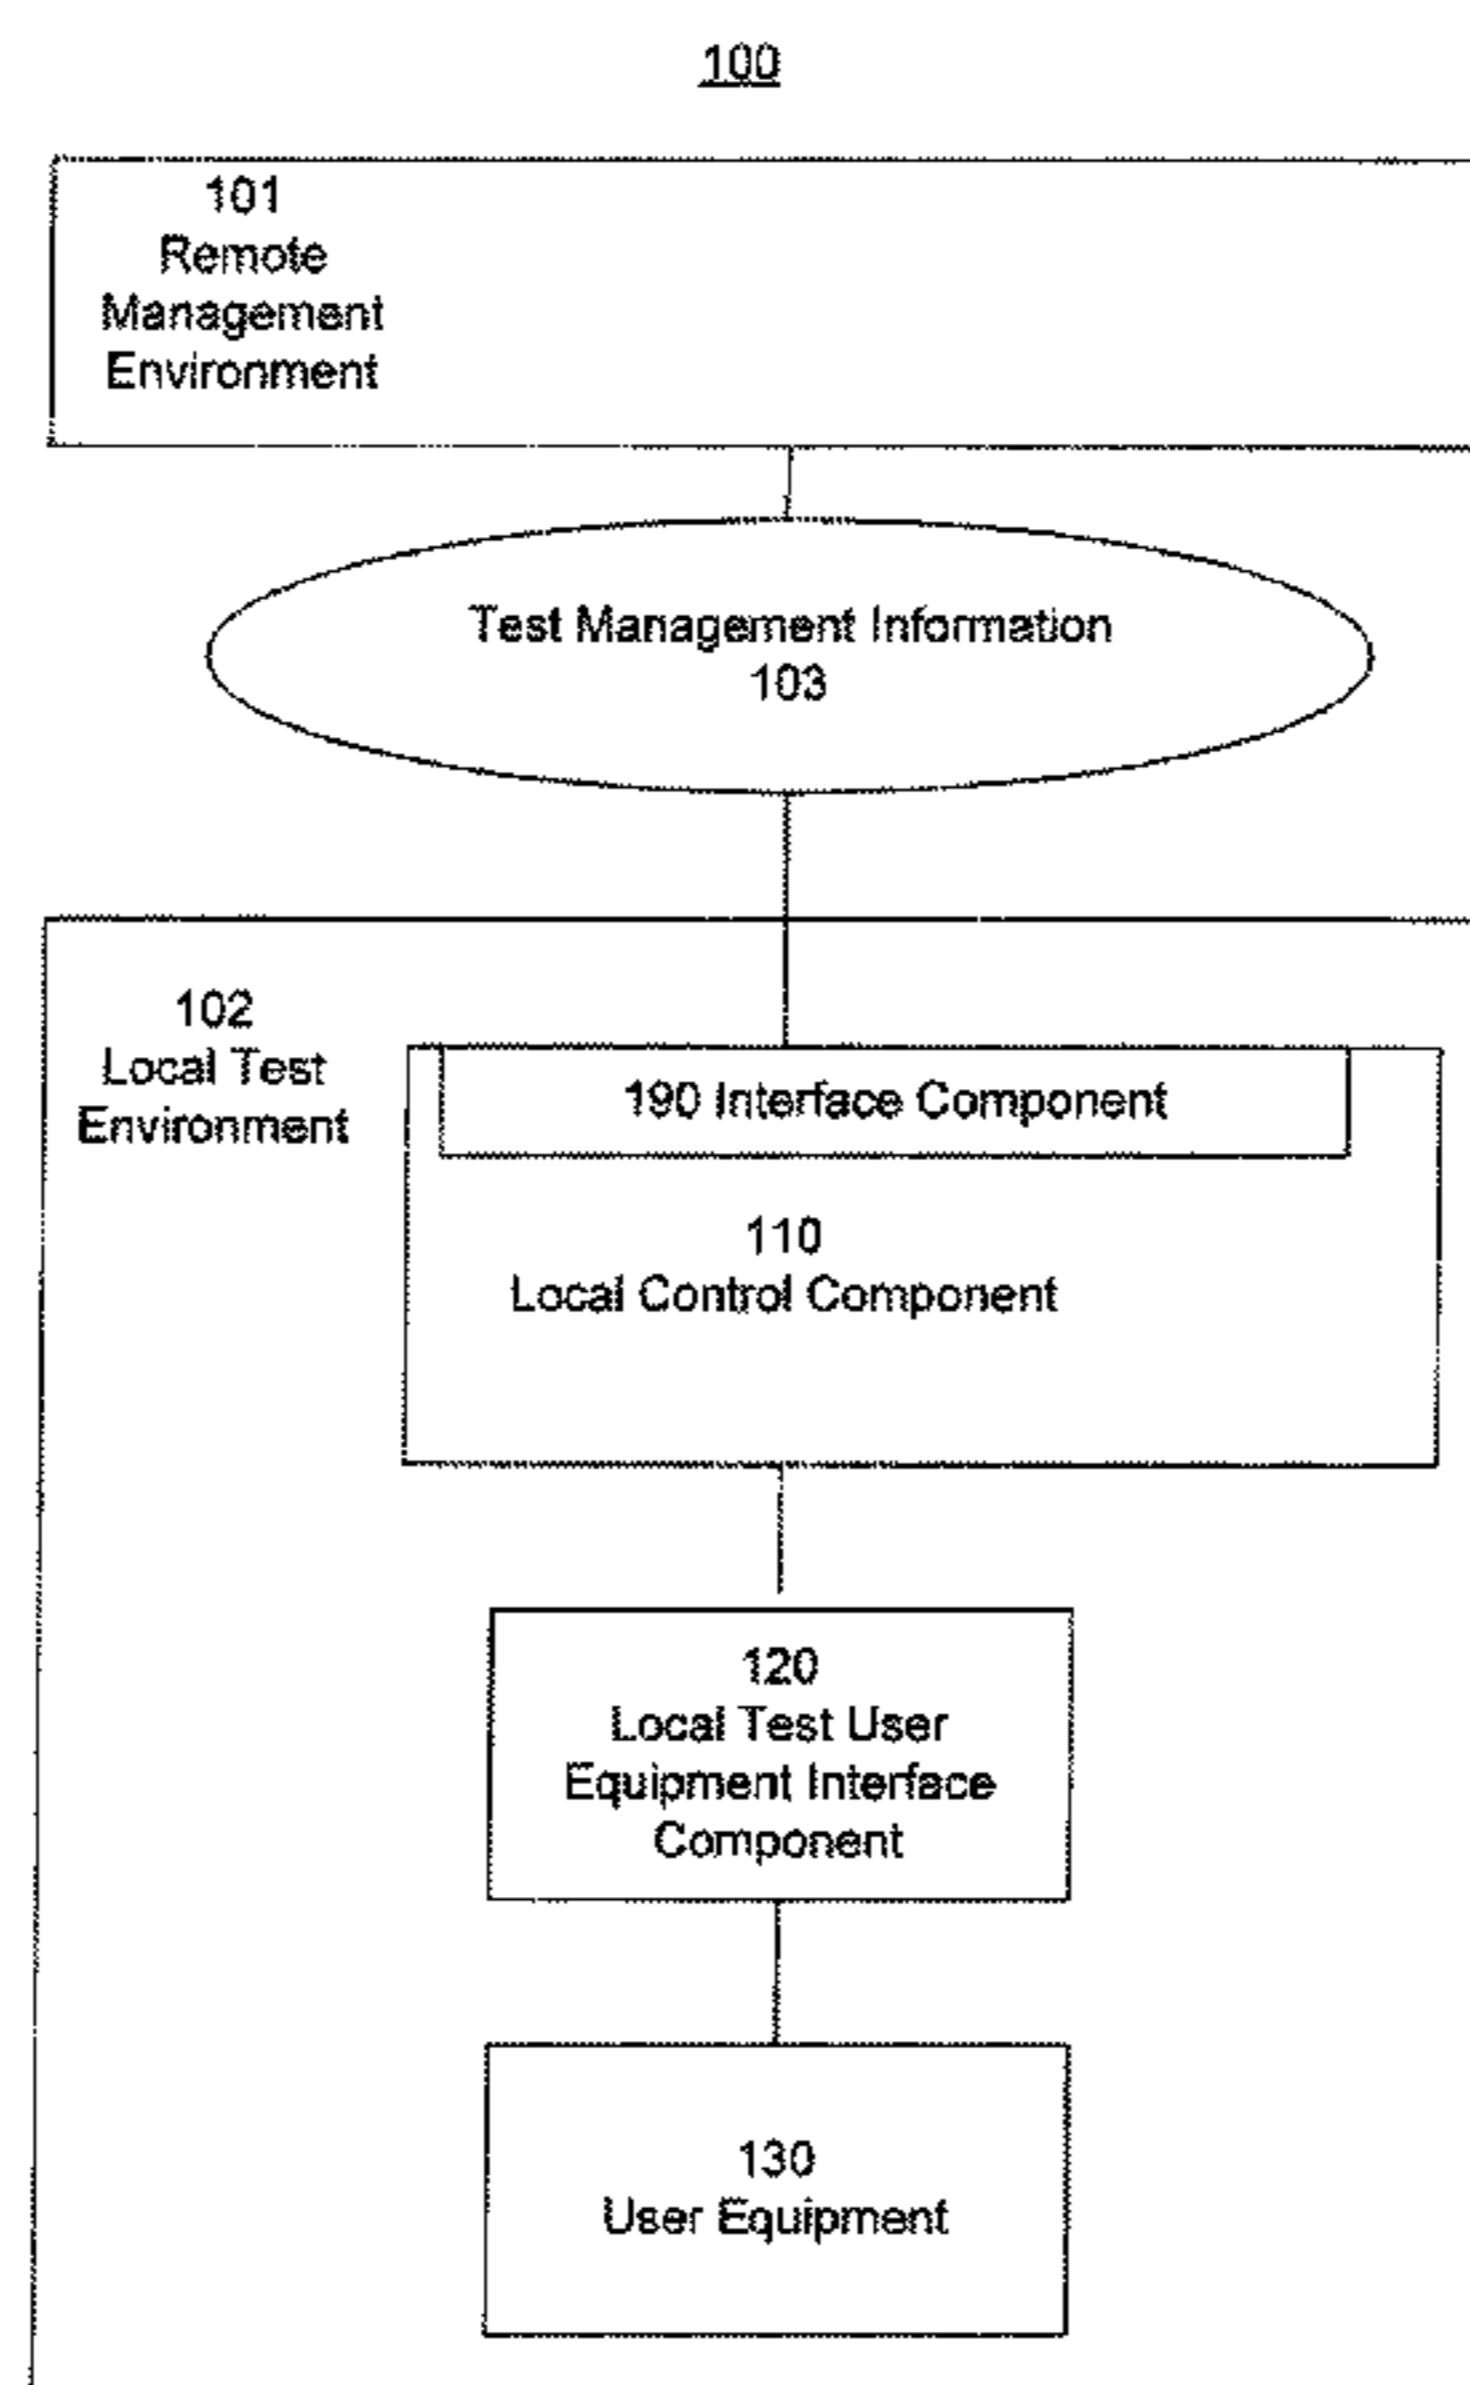 100
101
Remote
Management
Environment
Test Management Information
103
102
Local Test
Environment
190 Interface Component
110
Local Control Component
120
Local Test User
Equipment Interface
Component
130
User Equipment